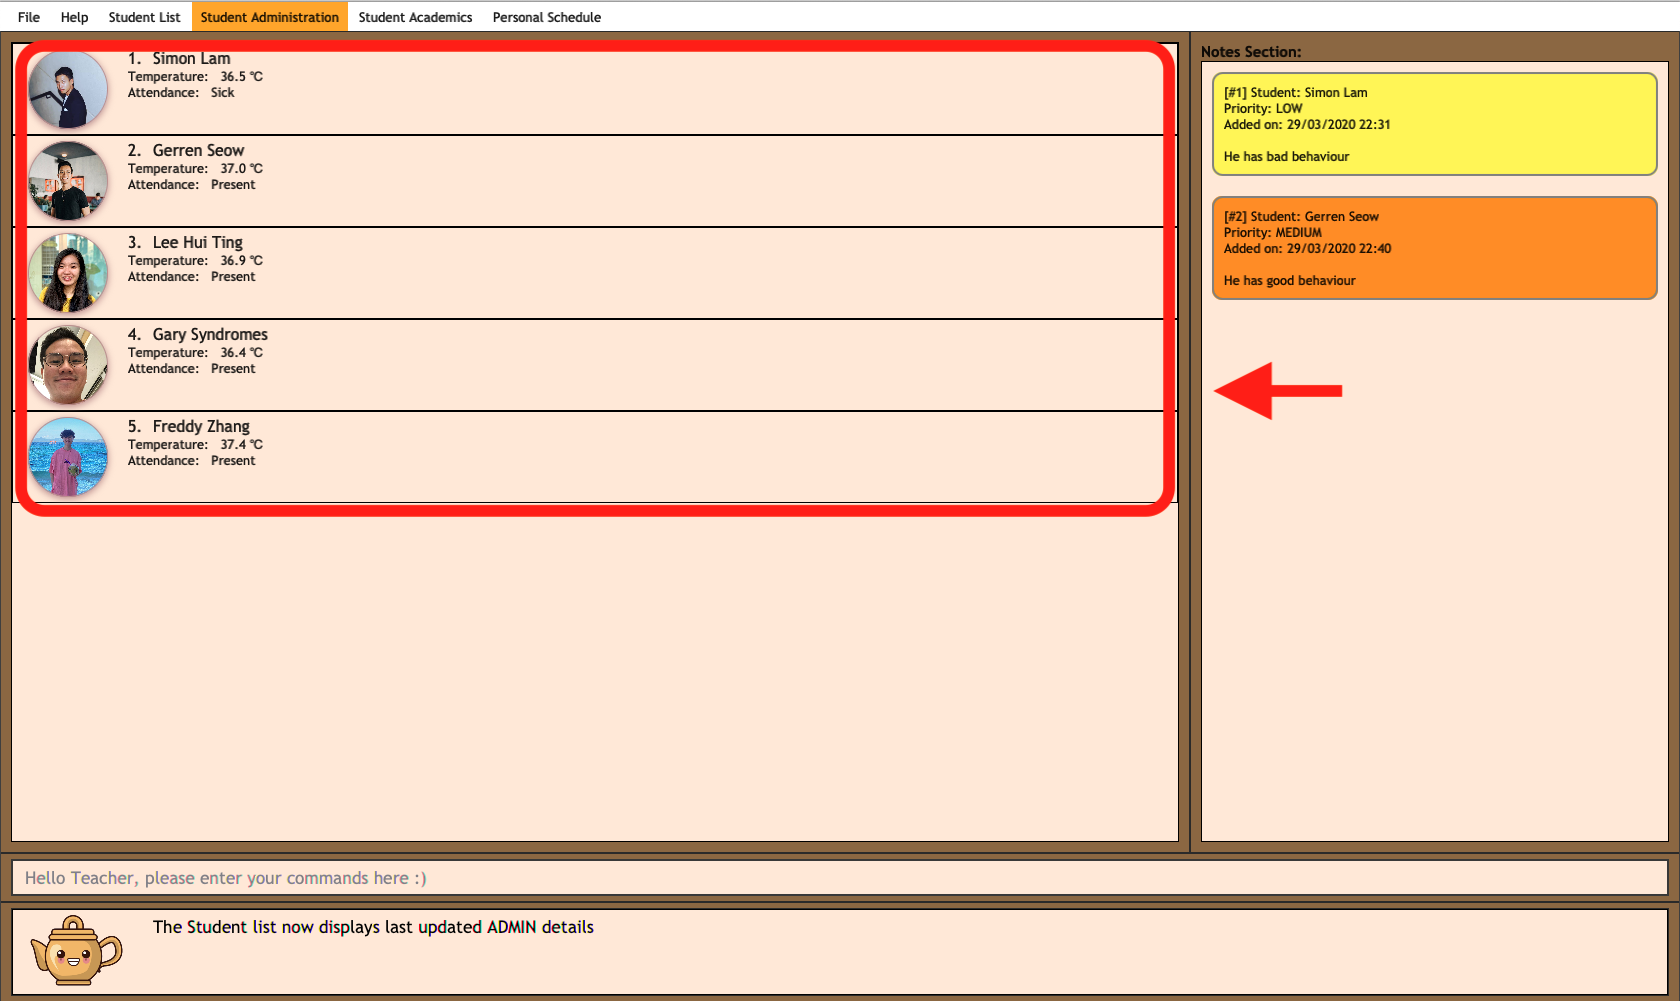 File Help Student List Student Administration Student Academics Personal Schedule
1. Simon Lam
Temperature: 36.5 °C
Attendance: Sick
2. Gerren Seow
Temperature: 37.0 °C
Attendance: Present
3. Lee Hui Ting
Temperature: 36.9 °C
Attendance: Present
4. Gary Syndromes
Temperature: 36.4 °C
Attendance: Present
5. Freddy Zhang
Temperature: 37.4 °C
Attendance: Present
Notes Section:
[#1] Student: Simon Lam
Priority: LOW
Added on: 29/03/2020 22:31
He has bad behaviour
[#2] Student: Gerren Seow
Priority: MEDIUM
Added on: 29/03/2020 22:40
He has good behaviour
Hello Teacher, please enter your commands here :)
The Student list now displays last updated ADMIN details